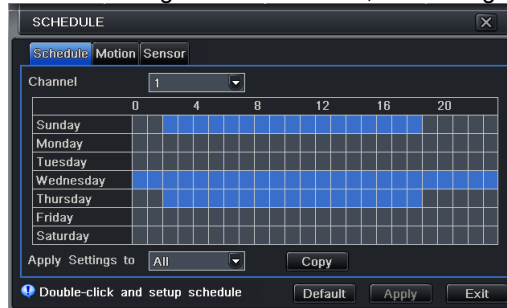 SCHEDULE
Schedule Motion Sensor
Channel 1
0 4 8 12 16 20
Sunday
Monday
Tuesday
Wednesday
Thursday
Friday
Saturday
Apply Settings to All Copy
Double-click and setup schedule Default Apply Exit